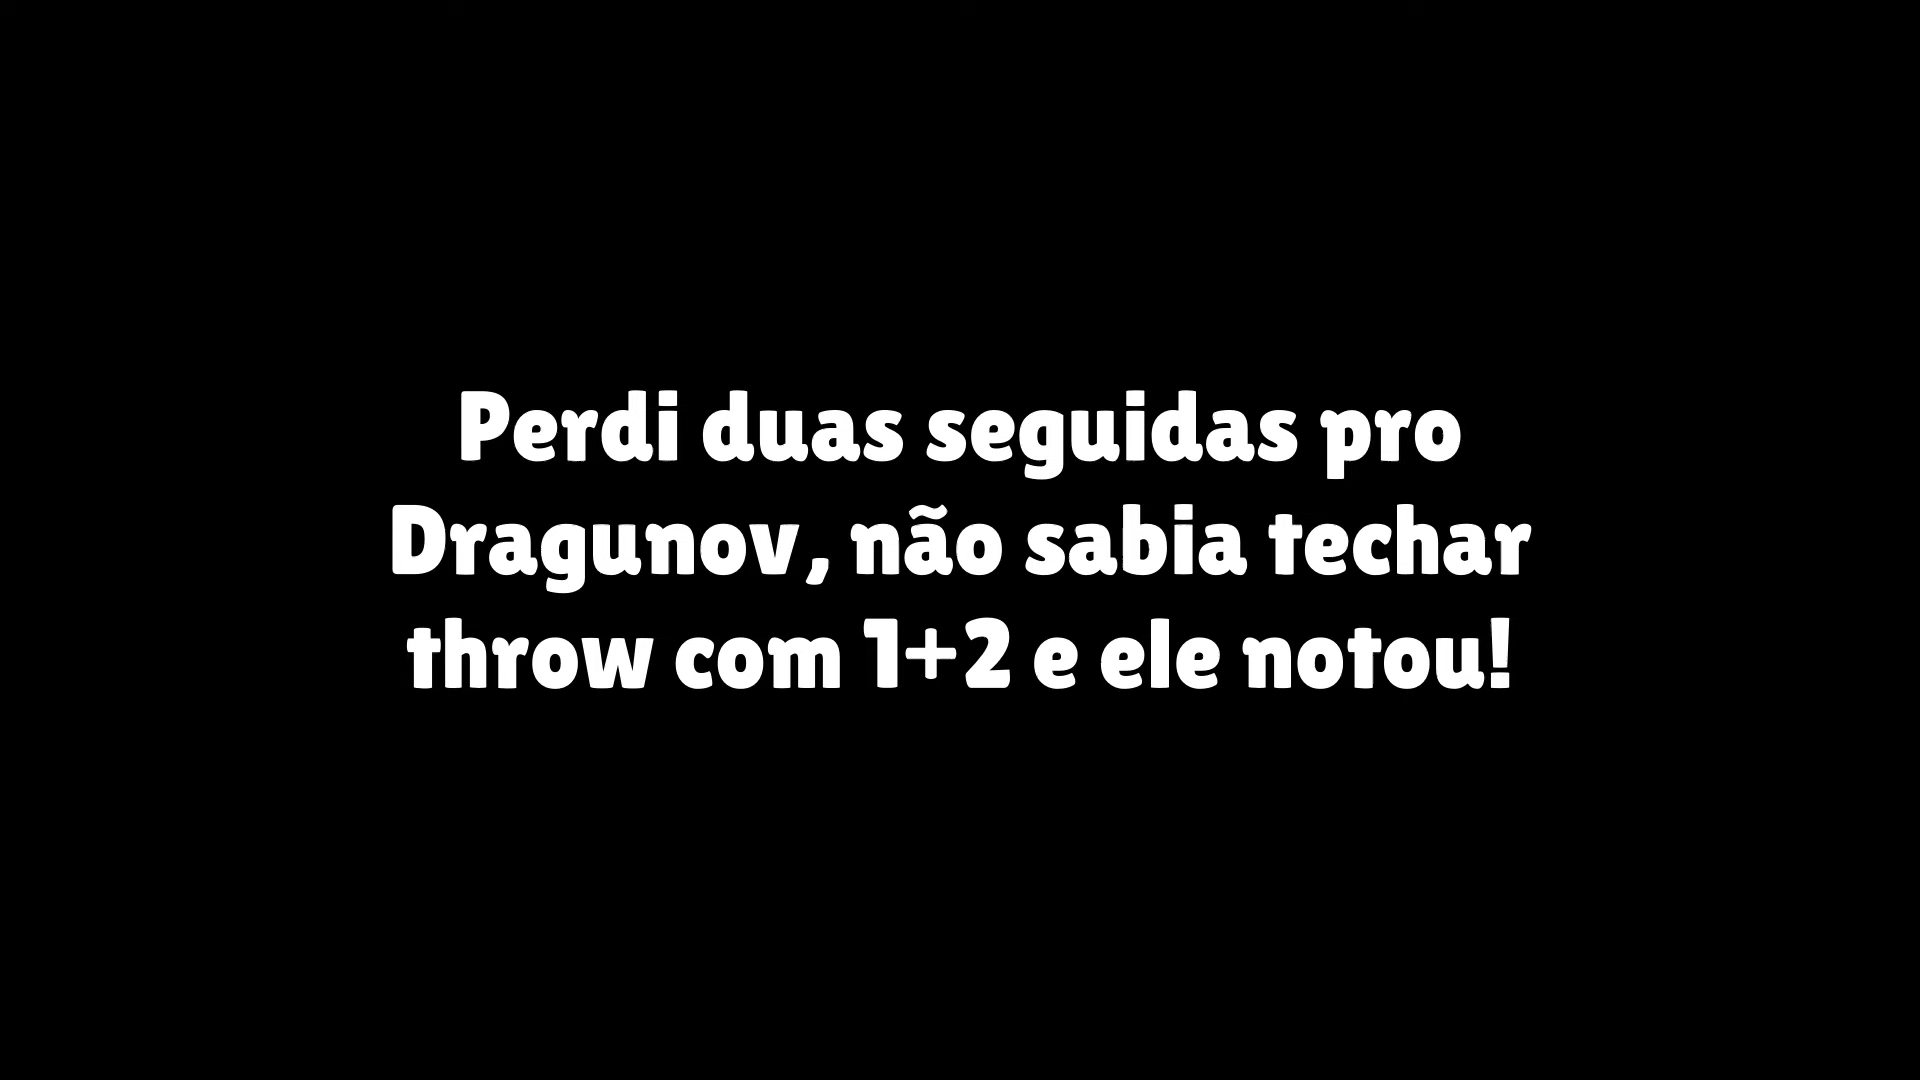 Perdi duas seguidas pro
Dragunov, não sabia techar
throw com 1+2 e ele notou!